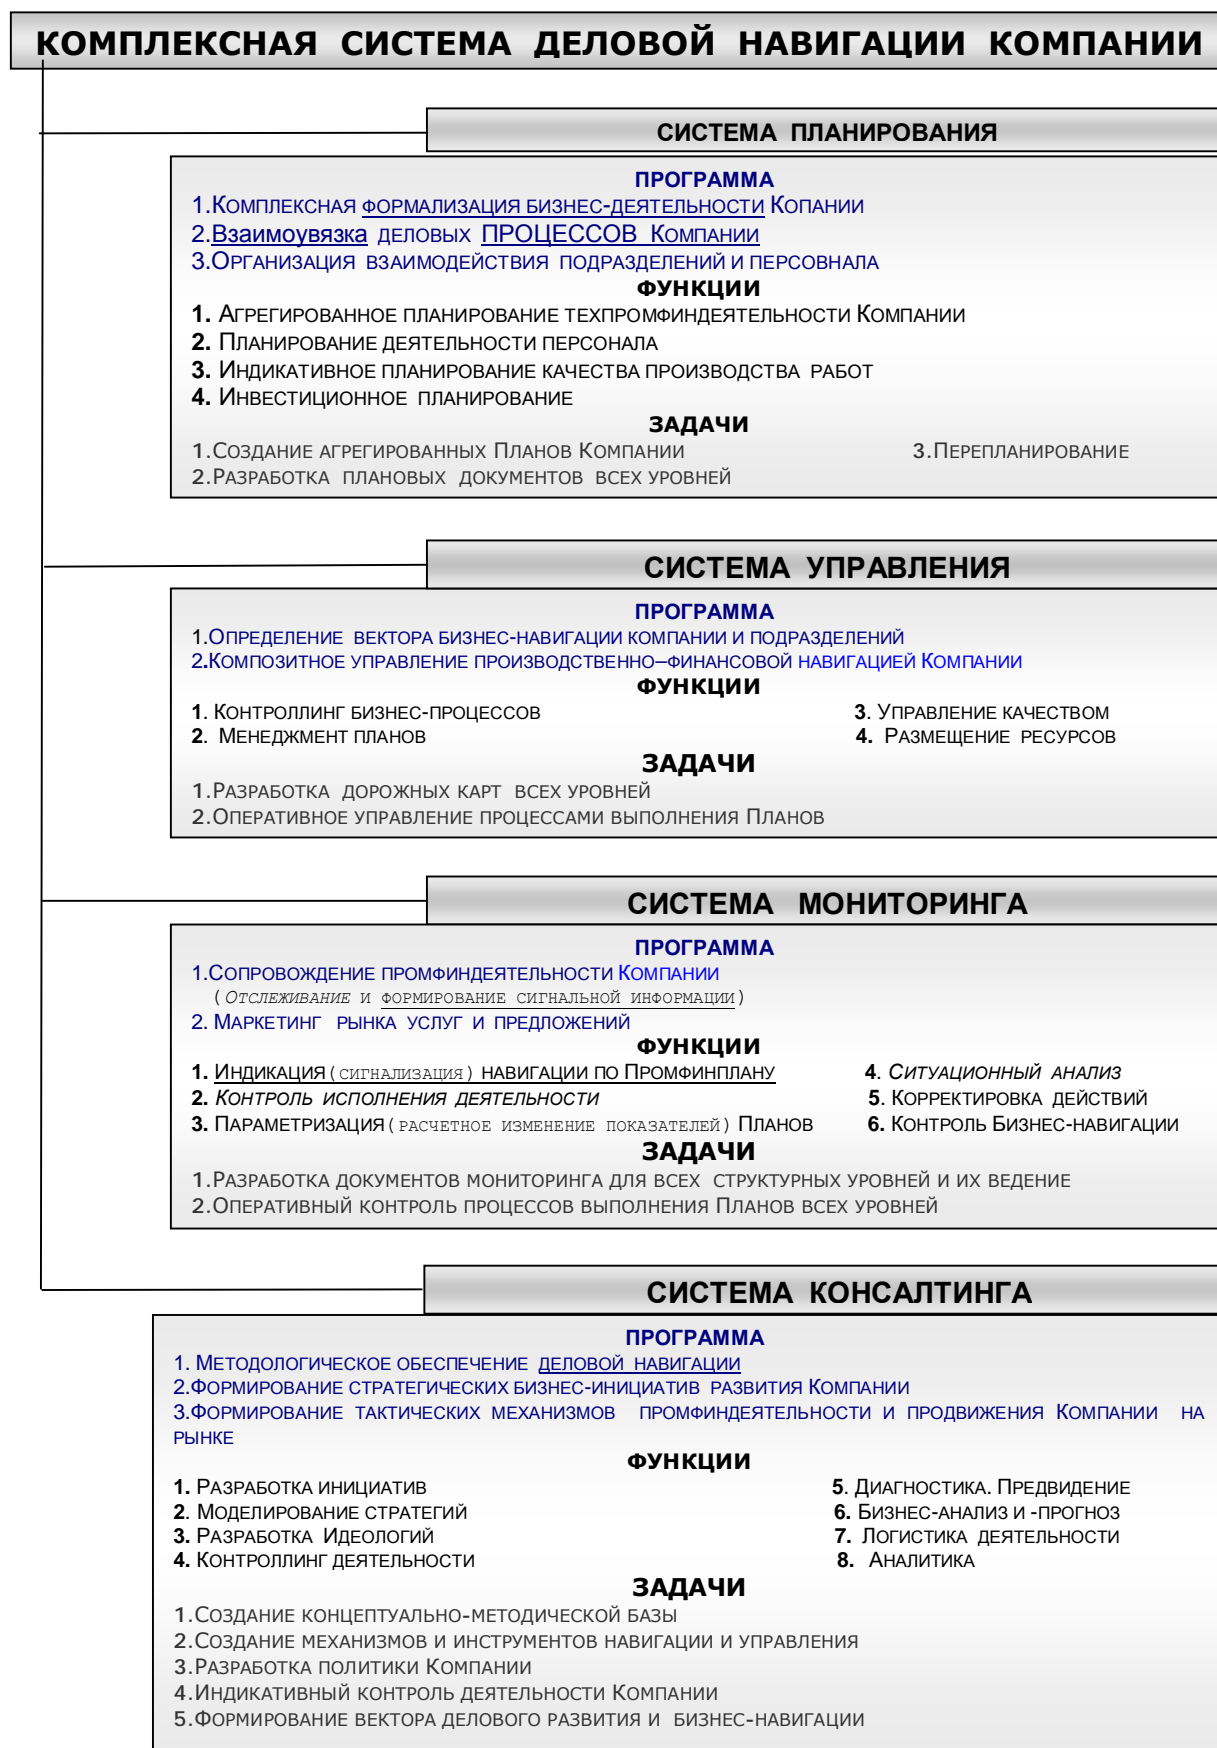 КОМПЛЕКСНАЯ СИСТЕМА ДЕЛОВОЙ НАВИГАЦИИ КОМПАНИИ
СИСТЕМА ПЛАНИРОВАНИЯ
ПРОГРАММА
1.Комплексная формализация бизнес-деятельности Копании
2.Взаимоувязка деловых ПРОЦЕССОВ Компании
3.Организация взаимодействия подразделений и персовнала
ФУНКЦИИ
1. Агрегированное планирование техпромфиндеятельности Компании
2. Планирование деятельности персонала
3. Индикативное планирование качества производства работ
4. Инвестиционное планирование
ЗАДАЧИ
1.Создание агрегированных Планов Компании 3.Перепланирование
2.Разработка плановых документов всех уровней
СИСТЕМА УПРАВЛЕНИЯ
ПРОГРАММА
1.Определение вектора бизнес-навигации компании и подразделений
2.Композитное управление производственно–финансовой навигацией Компании
ФУНКЦИИ
1. Контроллинг бизнес-процессов 3. Управление качеством
2. Менеджмент планов 4. Размещение ресурсов
ЗАДАЧИ
1.Разработка дорожных карт всех уровней
2.Оперативное управление процессами выполнения Планов
СИСТЕМА МОНИТОРИНГА
ПРОГРАММА
1.Сопровождение промфиндеятельности Компании
(Отслеживание и формирование сигнальной информации)
2. Маркетинг рынка услуг и предложений
ФУНКЦИИ
1. Индикация(сигнализация) навигации по Промфинплану 4. Ситуационный анализ
2. Контроль исполнения деятельности 5. Корректировка действий
3. Параметризация(расчетное изменение показателей) Планов 6. Контроль Бизнес-навигации
ЗАДАЧИ
1.Разработка документов мониторинга для всех структурных уровней и их ведение
2.Оперативный контроль процессов выполнения Планов всех уровней
СИСТЕМА КОНСАЛТИНГА
ПРОГРАММА
1. Методологическое обеспечение деловой навигации
2.Формирование стратегических бизнес-инициатив развития Компании
3.Формирование тактических механизмов промфиндеятельности и продвижения Компании на
рынке
ФУНКЦИИ
1. Разработка инициатив 5. Диагностика. Предвидение
2. Моделирование стратегий 6. Бизнес-анализ и -прогноз
3. Разработка Идеологий 7. Логистика деятельности
4. Контроллинг деятельности 8. Аналитика
ЗАДАЧИ
1.Создание концептуально-методической базы
2.Создание механизмов и инструментов навигации и управления
3.Разработка политики Компании
4.Индикативный контроль деятельности Компании
5.Формирование вектора делового развития и бизнес-навигации